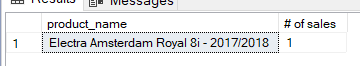 Results Messages
product_name # of sales
1 Electra Amsterdam Royal 8i - 2017/2018 1